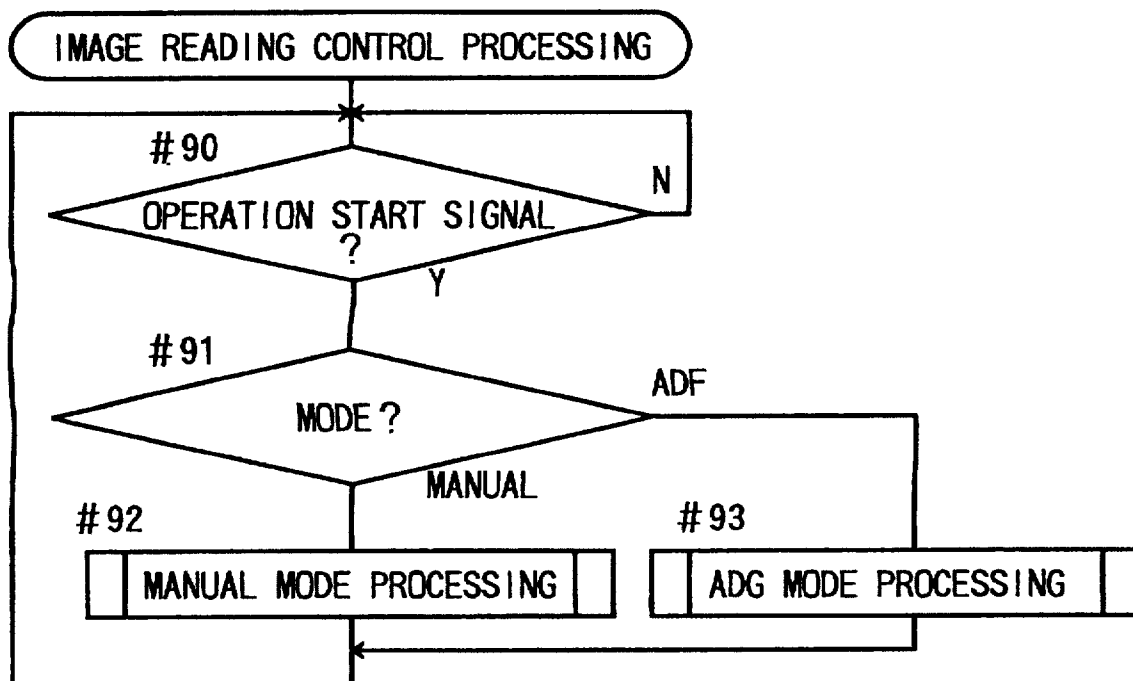 IMAGE READING CONTROL PROCESSING
#90
N
OPERATION START SIGNAL
?
Y
#91
ADF
MODE?
MANUAL
#92
#93
MANUAL MODE PROCESSING
ADG MODE PROCESSING